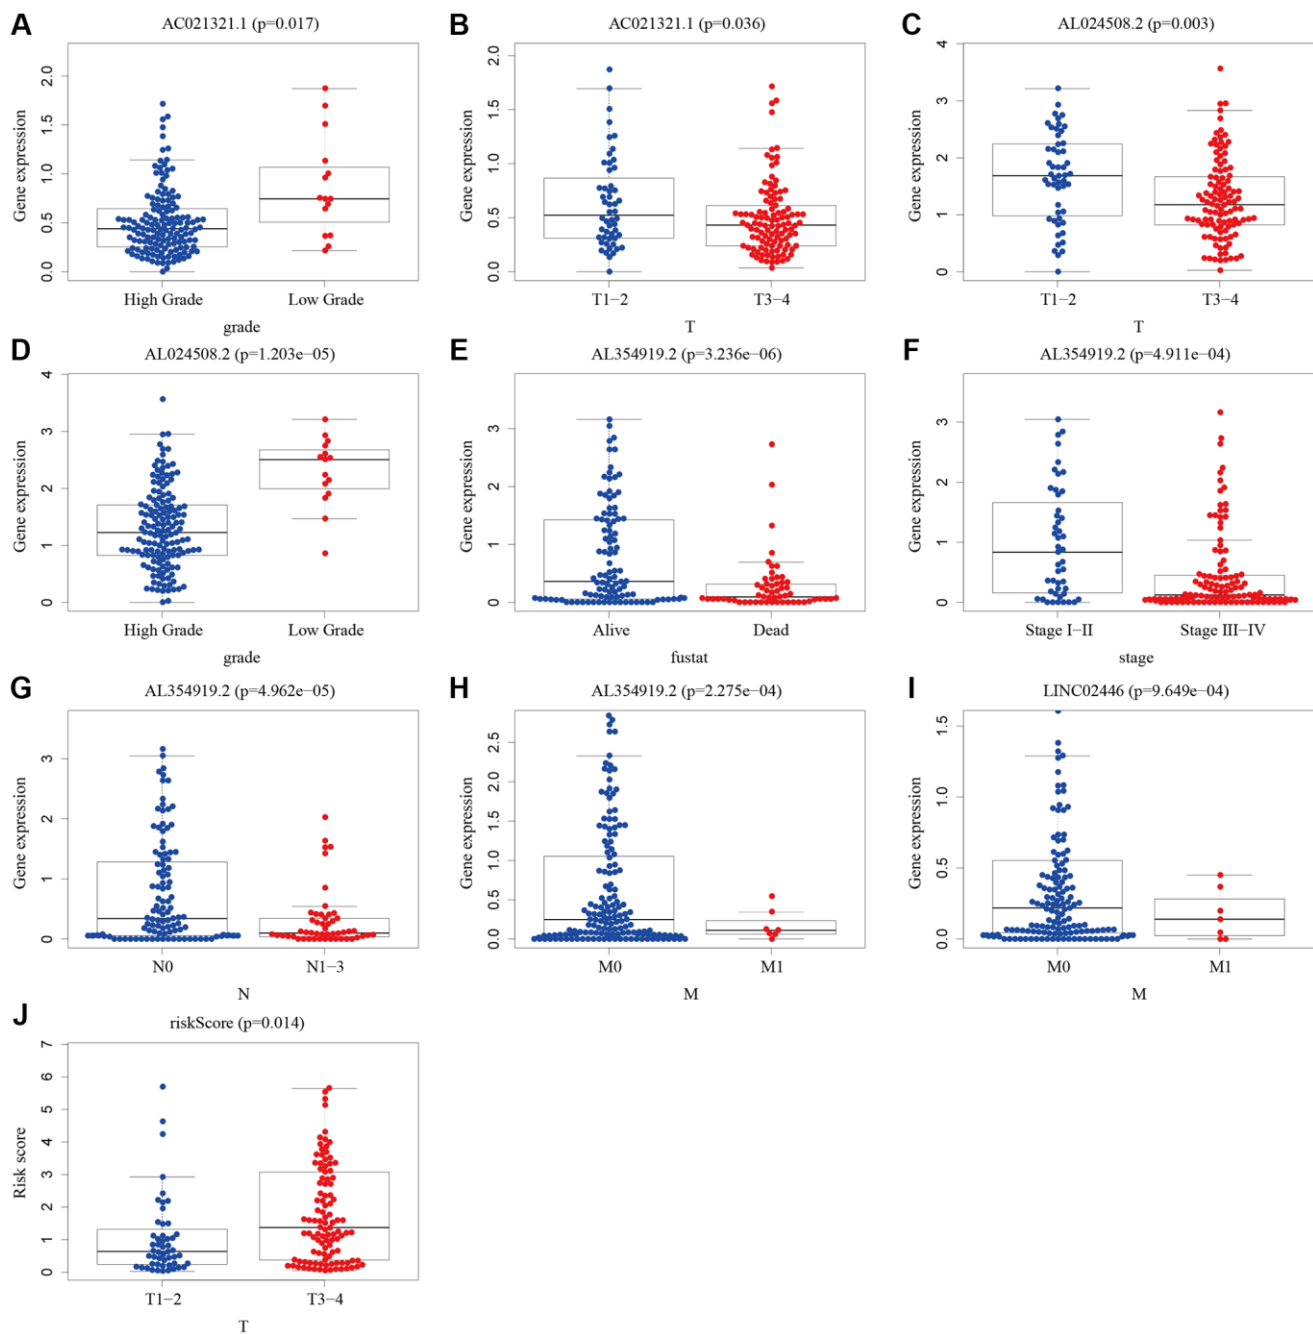 A
AC021321.1 (p=0.017)
Gene expression
2.0
1.5
1.0
0.5
0.0
High Grade Low Grade
grade
B
AC021321.1 (p=0.036)
Gene expression
2.0
1.5
1.0
0.5
0.0
T1−2 T3−4
T
C
AL024508.2 (p=0.003)
Gene expression
4
3
2
1
0
T1−2 T3−4
T
D
AL024508.2 (p=1.203e−05)
Gene expression
4
3
2
1
0
High Grade Low Grade
grade
E
AL354919.2 (p=3.236e−06)
Gene expression
3
2
1
0
Alive Dead
fustat
F
AL354919.2 (p=4.911e−04)
Gene expression
3
2
1
0
Stage I−II Stage III−IV
stage
G
AL354919.2 (p=4.962e−05)
Gene expression
3
2
1
0
N0 N1−3
N
H
AL354919.2 (p=2.275e−04)
Gene expression
2.5
2.0
1.5
1.0
0.5
0.0
M0 M1
M
I
LINC02446 (p=9.649e−04)
Gene expression
1.5
1.0
0.5
0.0
M0 M1
M
J
riskScore (p=0.014)
Risk score
7
6
5
4
3
2
1
0
T1−2 T3−4
T